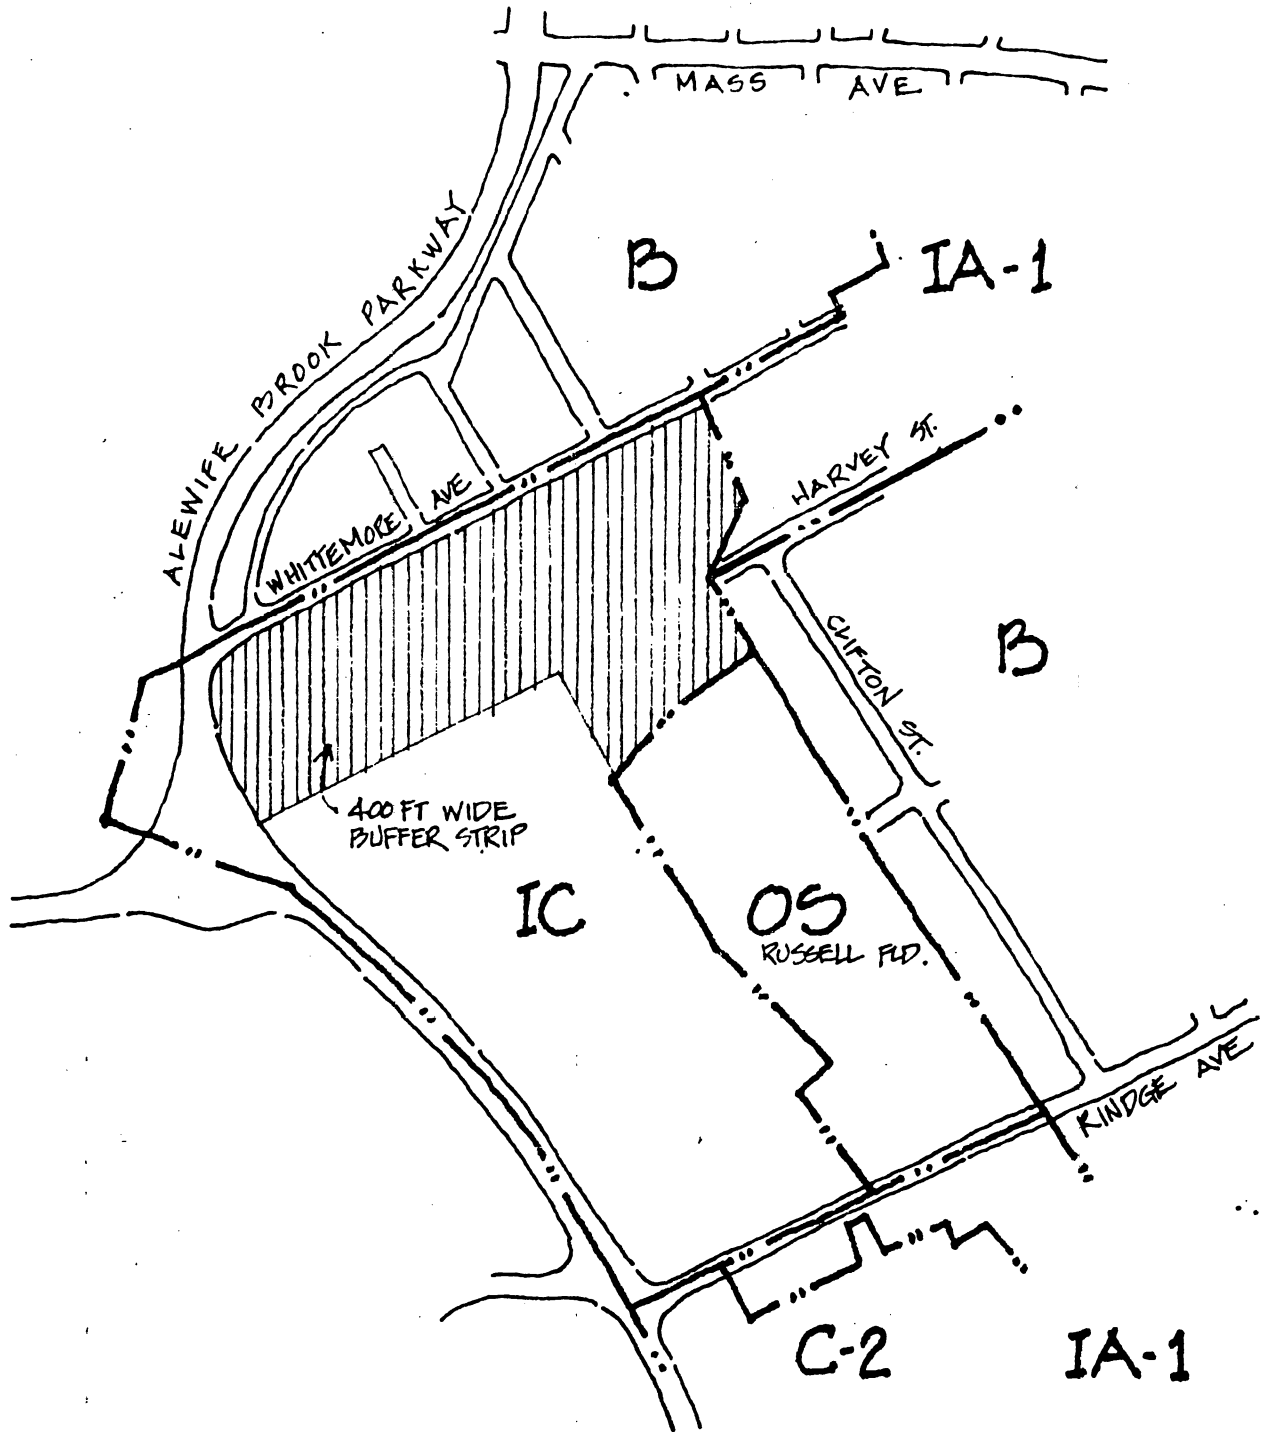 MASS AVE
ALEWIFE BROOK PARKWAY
B
IA-1
HARVEY ST.
WHITTEMORE AVE
CLIFTON ST.
B
400 FT WIDE
BUFFER STRIP
IC
OS
RUSSELL FLD.
RINDGE AVE
C-2
IA-1